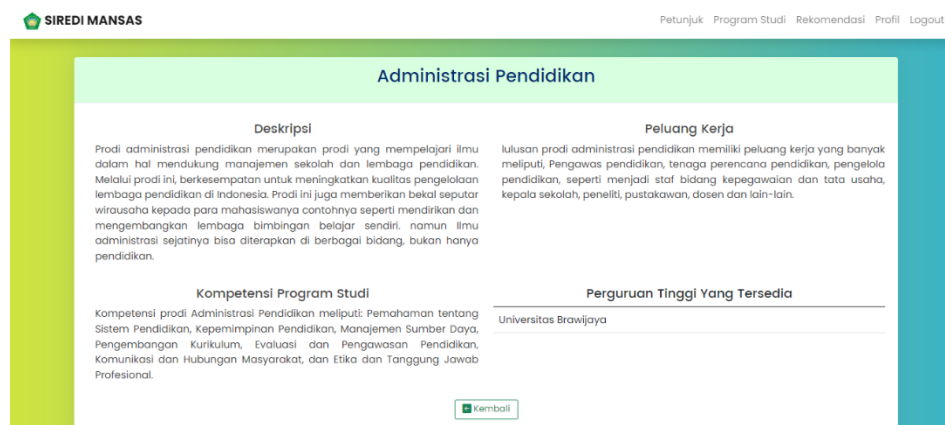 SIREDI MANSAS
Petunjuk Program Studi Rekomendasi Profil Logout
Administrasi Pendidikan
Deskripsi
Prodi administrasi pendidikan merupakan prodi yang mempelajari ilmu
dalam hal mendukung manajemen sekolah dan lembaga pendidikan.
Melalui prodi ini, berkesempatan untuk meningkatkan kualitas pengelolaan
lembaga pendidikan di Indonesia. Prodi ini juga memberikan bekal seputar
wirausaha kepada para mahasiswanya contohnya seperti mendirikan dan
mengembangkan lembaga bimbingan belajar sendiri. namun Ilmu
administrasi sejatinya bisa diterapkan di berbagai bidang, bukan hanya
pendidikan.
Peluang Kerja
lulusan prodi administrasi pendidikan memiliki peluang kerja yang banyak
meliputi, Pengawas pendidikan, tenaga perencana pendidikan, pengelola
pendidikan, seperti menjadi staf bidang kepegawaian dan tata usaha,
kepala sekolah, peneliti, pustakawan, dosen dan lain-lain.
Kompetensi Program Studi
Kompetensi prodi Administrasi Pendidikan meliputi: Pemahaman tentang
Sistem Pendidikan, Kepemimpinan Pendidikan, Manajemen Sumber Daya,
Pengembangan Kurikulum, Evaluasi dan Pengawasan Pendidikan,
Komunikasi dan Hubungan Masyarakat, dan Etika dan Tanggung Jawab
Profesional.
Perguruan Tinggi Yang Tersedia
Universitas Brawijaya
Kembali